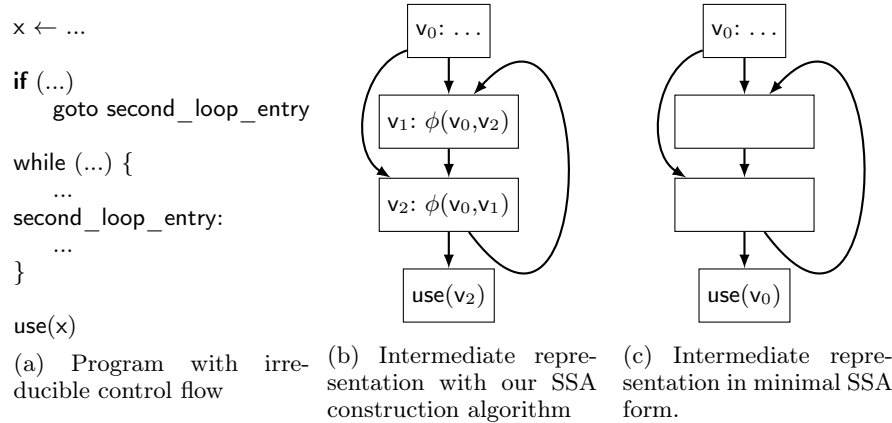 x ← ...
if (...)
goto second_loop_entry
while (...) {
...
second_loop_entry:
...
}
use(x)
(a) Program with irre-
ducible control flow
v₀: ...
v₁: ϕ(v₀,v₂)
v₂: ϕ(v₀,v₁)
use(v₂)
(b) Intermediate repre-
sentation with our SSA
construction algorithm
v₀: ...
use(v₀)
(c) Intermediate repre-
sentation in minimal SSA
form.